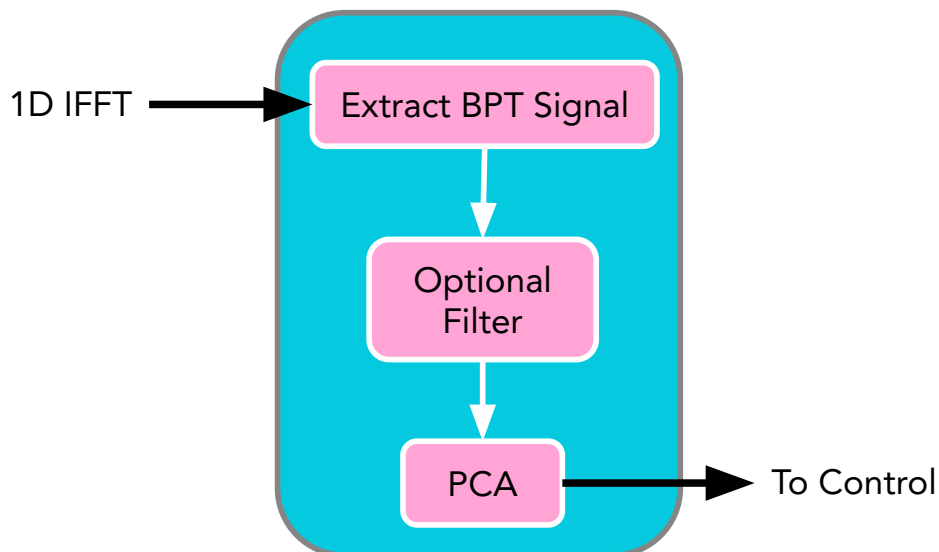 1D IFFT
Extract BPT Signal
Optional
Filter
PCA
To Control